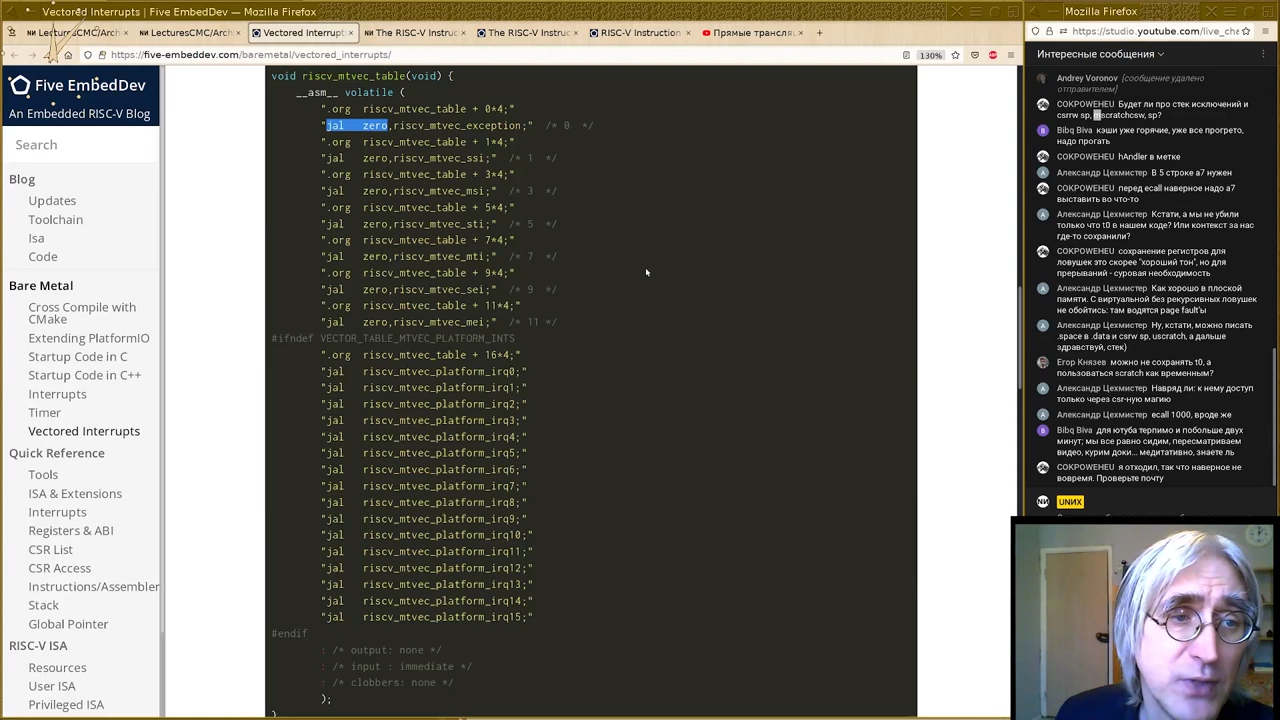 Vectored Interrupts | Five EmbedDev — Mozilla Firefox
Mozilla Firefox
LecturesCMC/Arch
LecturesCMC/Arch
Vectored Interrupts
The RISC-V Instruc
The RISC-V Instruc
RISC-V Instruction
Прямые трансляц
https://five-embeddev.com/baremetal/vectored_interrupts/
130%
https://studio.youtube.com/live_cha
Five EmbedDev
An Embedded RISC-V Blog
Search
Blog
Updates
Toolchain
Isa
Code
Bare Metal
Cross Compile with
CMake
Extending PlatformIO
Startup Code in C
Startup Code in C++
Interrupts
Timer
Vectored Interrupts
Quick Reference
Tools
ISA & Extensions
Interrupts
Registers & ABI
CSR List
CSR Access
Instructions/Assembler
Stack
Global Pointer
RISC-V ISA
Resources
User ISA
Privileged ISA
void riscv_mtvec_table(void) {
__asm__ volatile (
".org riscv_mtvec_table + 0*4;"
"jal zero,riscv_mtvec_exception;" /* 0 */
".org riscv_mtvec_table + 1*4;"
"jal zero,riscv_mtvec_ssi;" /* 1 */
".org riscv_mtvec_table + 3*4;"
"jal zero,riscv_mtvec_msi;" /* 3 */
".org riscv_mtvec_table + 5*4;"
"jal zero,riscv_mtvec_sti;" /* 5 */
".org riscv_mtvec_table + 7*4;"
"jal zero,riscv_mtvec_mti;" /* 7 */
".org riscv_mtvec_table + 9*4;"
"jal zero,riscv_mtvec_sei;" /* 9 */
".org riscv_mtvec_table + 11*4;"
"jal zero,riscv_mtvec_mei;" /* 11 */
#ifndef VECTOR_TABLE_MTVEC_PLATFORM_INTS
".org riscv_mtvec_table + 16*4;"
"jal riscv_mtvec_platform_irq0;"
"jal riscv_mtvec_platform_irq1;"
"jal riscv_mtvec_platform_irq2;"
"jal riscv_mtvec_platform_irq3;"
"jal riscv_mtvec_platform_irq4;"
"jal riscv_mtvec_platform_irq5;"
"jal riscv_mtvec_platform_irq6;"
"jal riscv_mtvec_platform_irq7;"
"jal riscv_mtvec_platform_irq8;"
"jal riscv_mtvec_platform_irq9;"
"jal riscv_mtvec_platform_irq10;"
"jal riscv_mtvec_platform_irq11;"
"jal riscv_mtvec_platform_irq12;"
"jal riscv_mtvec_platform_irq13;"
"jal riscv_mtvec_platform_irq14;"
"jal riscv_mtvec_platform_irq15;"
#endif
: /* output: none */
: /* input : immediate */
: /* clobbers: none */
);
}
Интересные сообщения
Andrey Voronov [сообщение удалено
отправителем]
COKPOWEHEU Будет ли про стек исключений и
csrrw sp, mscratchcsw, sp?
Bibq Biva кэши уже горячие, уже все прогрето,
надо прогать
COKPOWEHEU hAndler в метке
Александр Цехмистер В 5 строке a7 нужен
COKPOWEHEU перед ecall наверно надо a7
выставить во что-то
Александр Цехмистер Кстати, а мы не убили
только что t0 в нашем коде? Или контекст за нас
где-то сохранили?
COKPOWEHEU сохранение регистров для
ловушек это скорее "хороший тон", но для
прерываний - суровая необходимость
Александр Цехмистер Как хорошо в плоской
памяти. С виртуальной без рекурсивных ловушек
не обойтись: там водятся page fault'ы
Александр Цехмистер Ну, кстати, можно писать
.space в .data и csrw sp, uscratch, а дальше
здравствуй, стек)
Егор Князев можно не сохранять t0, а
пользоваться scratch как временным?
Александр Цехмистер Навряд ли: к нему доступ
только через csr-ную магию
Александр Цехмистер ecall 1000, вроде же
Bibq Biva для ютуба терпимо и побольше двух
минут; мы все равно сидим, пересматриваем
видео, курим доки... медитативно, знаете ль
COKPOWEHEU я отходил, так что наверное не
вовремя. Проверьте почту
UNИX